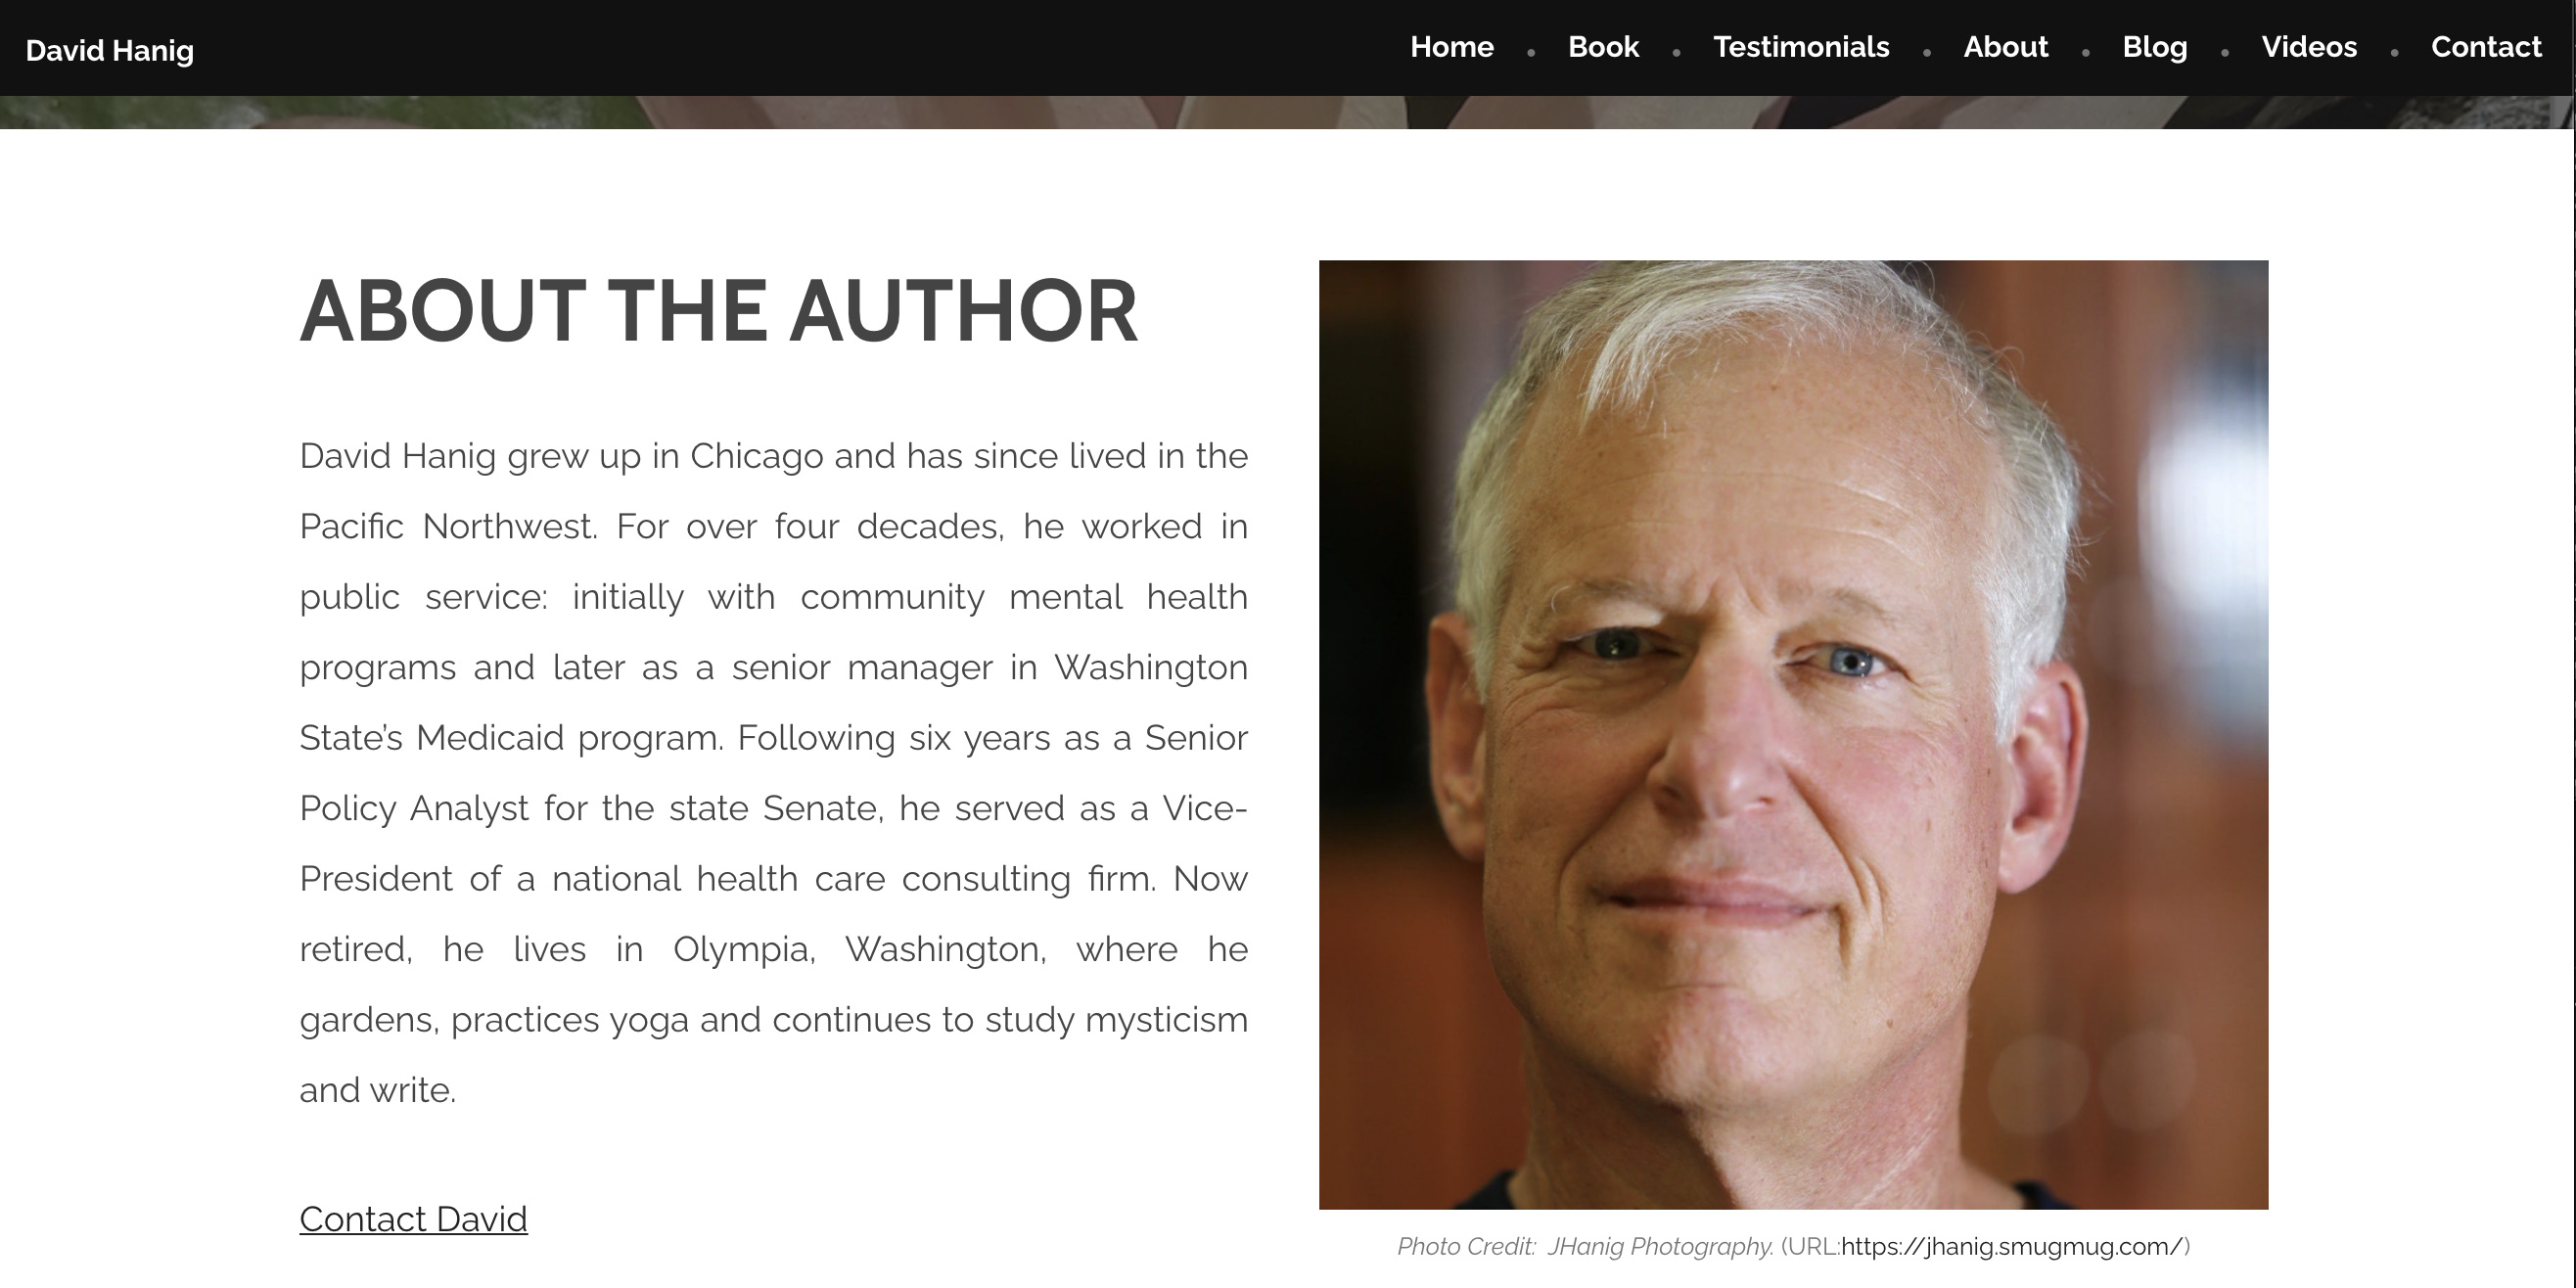 David Hanig
Home • Book • Testimonials • About • Blog • Videos • Contact
ABOUT THE AUTHOR
David Hanig grew up in Chicago and has since lived in the
Pacific Northwest. For over four decades, he worked in
public service: initially with community mental health
programs and later as a senior manager in Washington
State’s Medicaid program. Following six years as a Senior
Policy Analyst for the state Senate, he served as a Vice-
President of a national health care consulting firm. Now
retired, he lives in Olympia, Washington, where he
gardens, practices yoga and continues to study mysticism
and write.
Contact David
Photo Credit: JHanig Photography. (URL:https://jhanig.smugmug.com/)